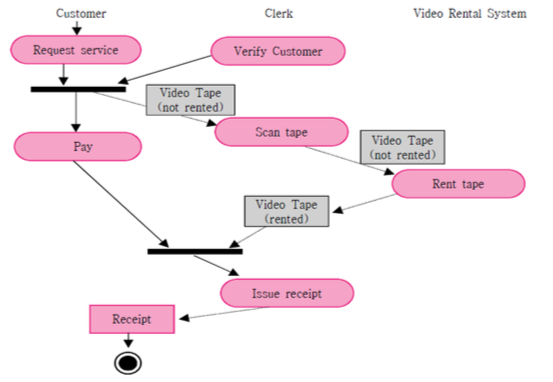 Customer
Clerk
Video Rental System
Request service
Verify Customer
Video Tape
(not rented)
Scan tape
Pay
Video Tape
(not rented)
Rent tape
Video Tape
(rented)
Issue receipt
Receipt